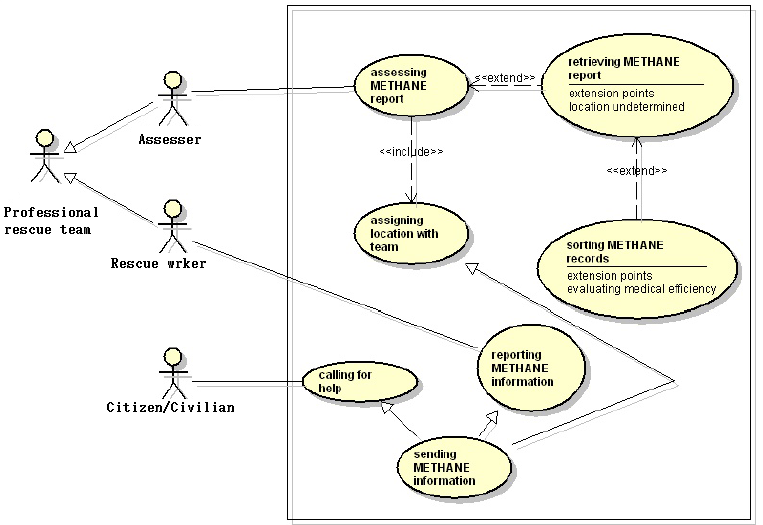 assessing
METHANE
report
<<extend>>
retrieving METHANE
report
extension points
location undetermined
Assesser
<<include>>
<<extend>>
Professional
rescue team
assigning
location with
team
Rescue wrker
sorting METHANE
records
extension points
evaluating medical efficiency
reporting
METHANE
information
calling for
help
Citizen/Civilian
sending
METHANE
information